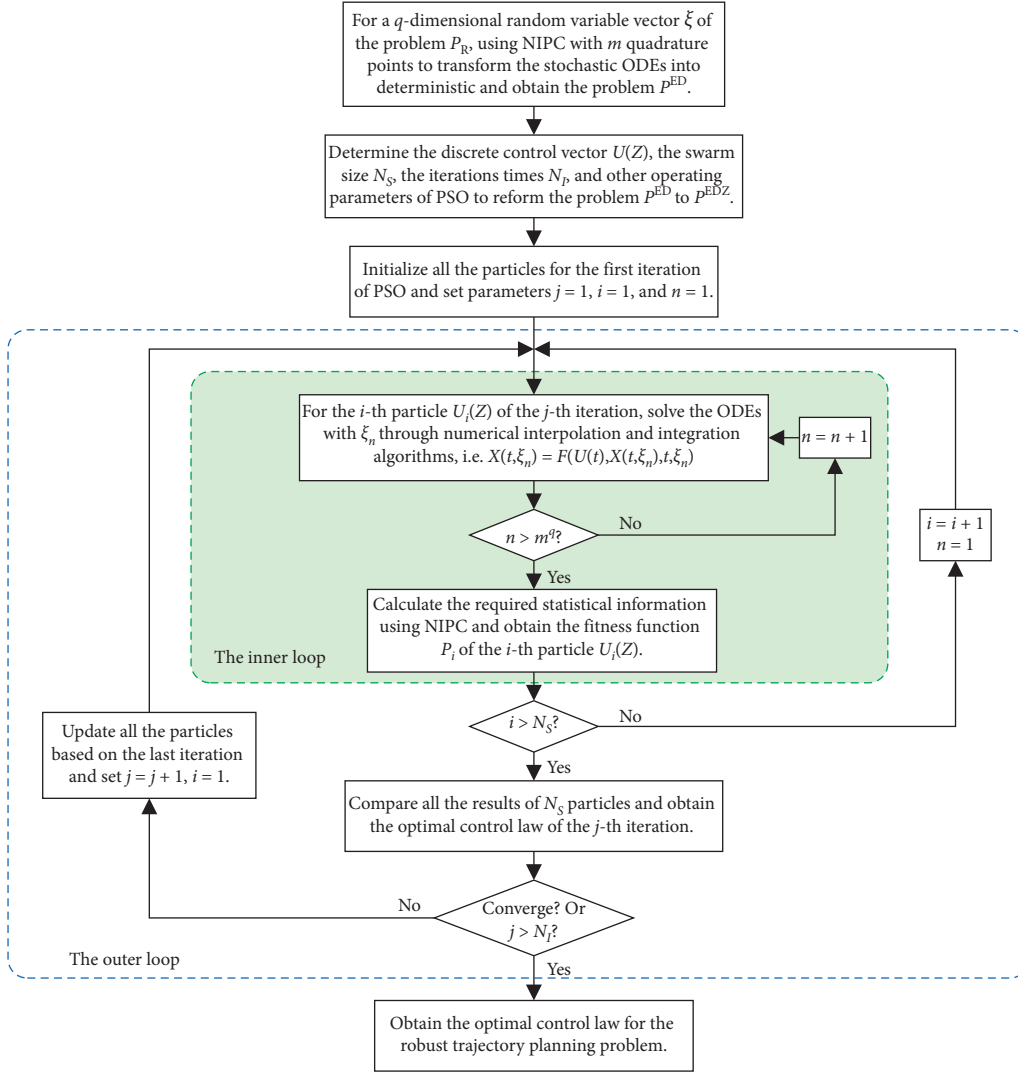 For a q-dimensional random variable vector ξ of
the problem P_R, using NIPC with m quadrature
points to transform the stochastic ODEs into
deterministic and obtain the problem P^ED.
Determine the discrete control vector U(Z), the swarm
size N_S, the iterations times N_I, and other operating
parameters of PSO to reform the problem P^ED to P^EDZ.
Initialize all the particles for the first iteration
of PSO and set parameters j = 1, i = 1, and n = 1.
For the i-th particle U_i(Z) of the j-th iteration, solve the ODEs
with ξ_n through numerical interpolation and integration
algorithms, i.e. X(t,ξ_n) = F(U(t),X(t,ξ_n),t,ξ_n)
n = n + 1
n > m^q?
No
Yes
i = i + 1
n = 1
Calculate the required statistical information
using NIPC and obtain the fitness function
P_i of the i-th particle U_i(Z).
The inner loop
i > N_S?
No
Yes
Update all the particles
based on the last iteration
and set j = j + 1, i = 1.
Compare all the results of N_S particles and obtain
the optimal control law of the j-th iteration.
Converge? Or
j > N_I?
No
Yes
The outer loop
Obtain the optimal control law for the
robust trajectory planning problem.